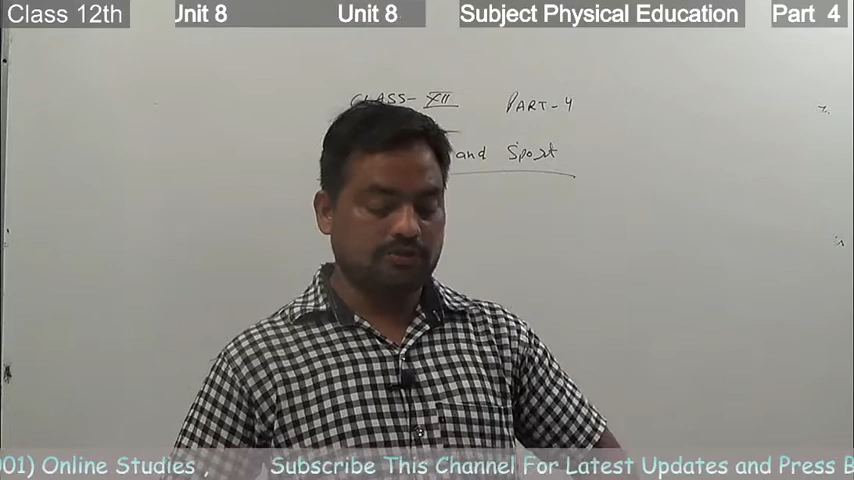 Class 12th Unit 8 Unit 8 Subject Physical Education Part 4
CLASS- XII PART-4
and Sport
001) Online Studies , Subscribe This Channel For Latest Updates and Press B